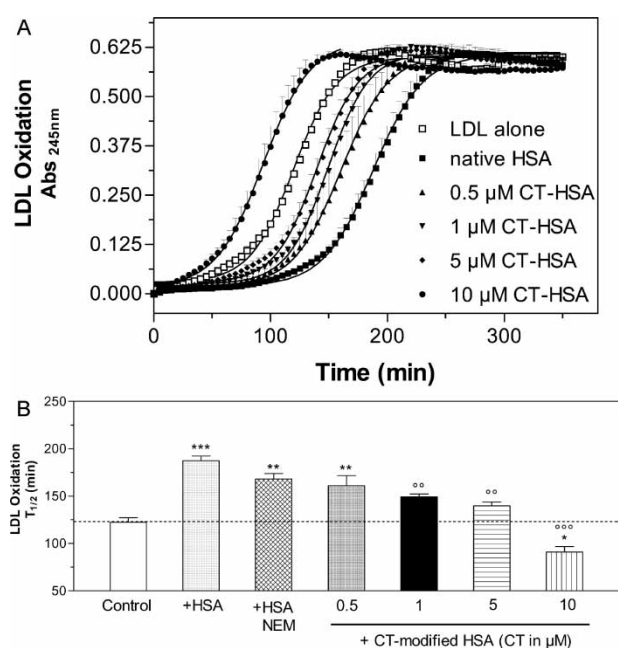 A
LDL Oxidation
Abs 245nm
0.625
0.500
0.375
0.250
0.125
0.000
LDL alone
native HSA
0.5 µM CT-HSA
1 µM CT-HSA
5 µM CT-HSA
10 µM CT-HSA
0
100
200
300
Time (min)
B
LDL Oxidation
T1/2 (min)
250
200
150
100
50
***
**
**
°°
°°
°°°
*
Control
+HSA
+HSA
NEM
0.5
1
5
10
+ CT-modified HSA (CT in µM)